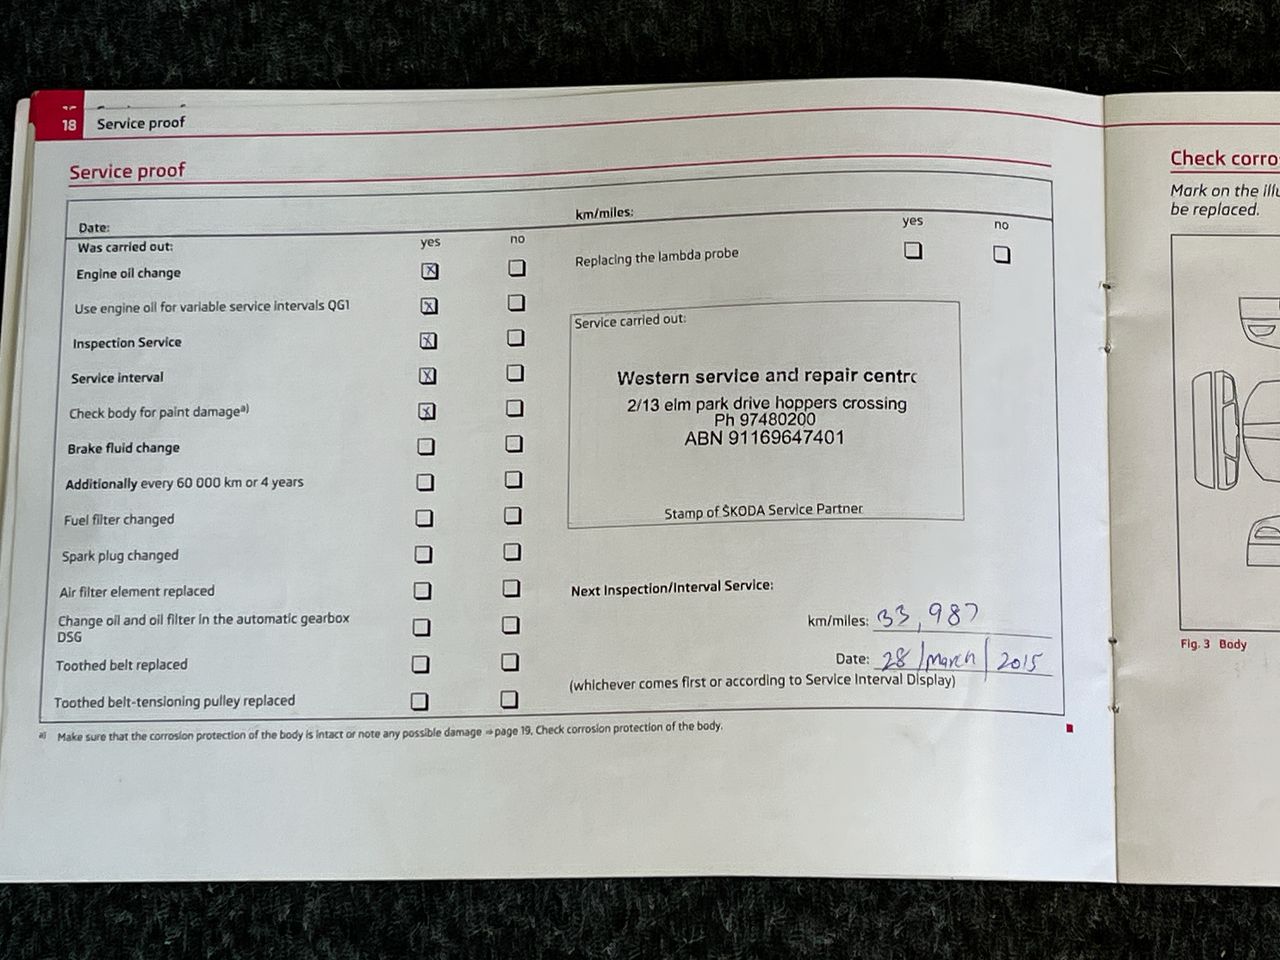 18 Service proof
Service proof
Date: km/miles:
Was carried out: yes no yes no
Engine oil change Replacing the lambda probe
Use engine oil for variable service intervals QG1
Inspection Service
Service interval
Check body for paint damage a)
Brake fluid change
Additionally every 60 000 km or 4 years
Fuel filter changed
Spark plug changed
Air filter element replaced
Change oil and oil filter in the automatic gearbox
DSG
Toothed belt replaced
Toothed belt-tensioning pulley replaced
Service carried out:
Western service and repair centre
2/13 elm park drive hoppers crossing
Ph 97480200
ABN 91169647401
Stamp of ŠKODA Service Partner
Next Inspection/Interval Service:
km/miles: 33,987
Date: 28/March/2015
(whichever comes first or according to Service Interval Display)
a) Make sure that the corrosion protection of the body is intact or note any possible damage ⇒ page 19, Check corrosion protection of the body.
Check corro
Mark on the illu
be replaced.
Fig. 3 Body